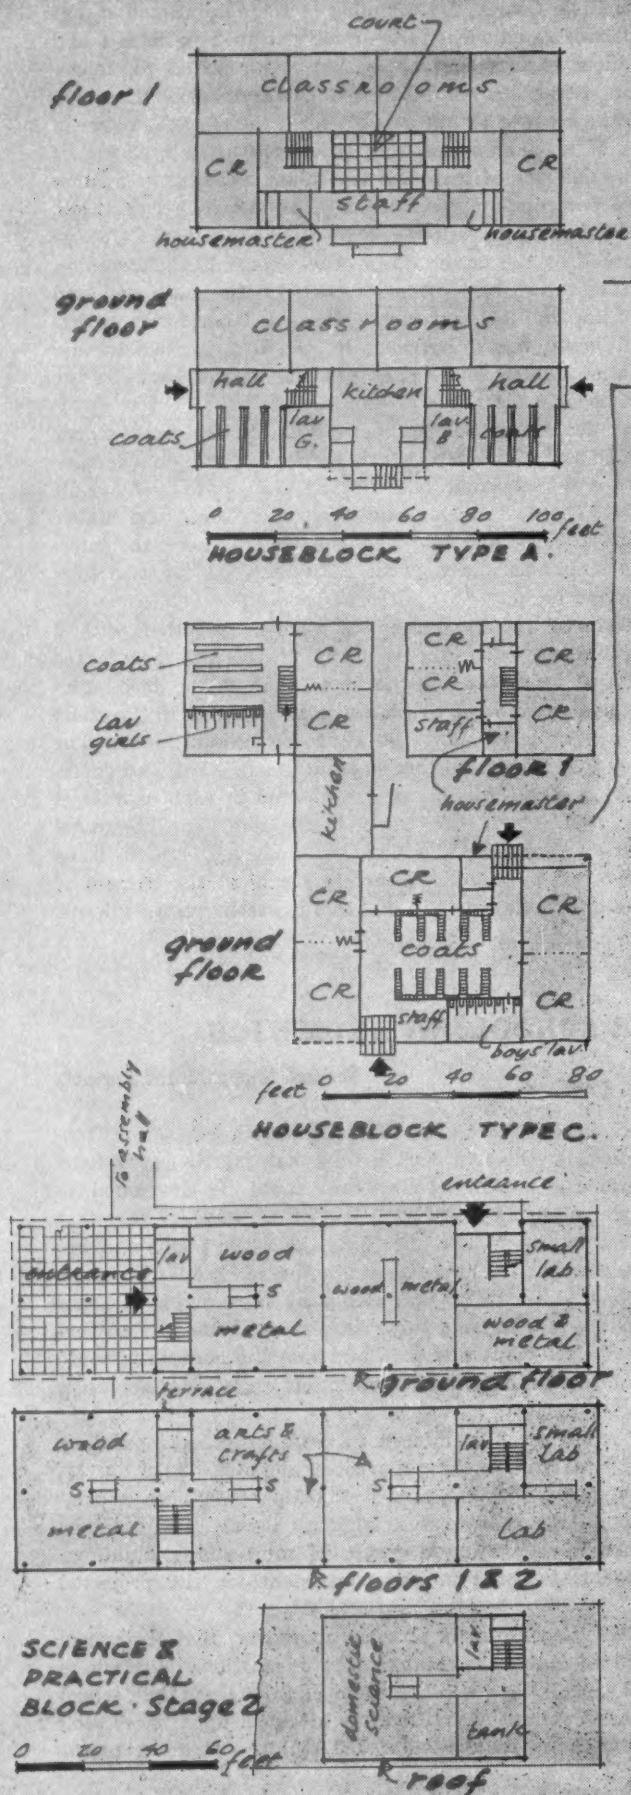 court
floor 1
classrooms
CR
CR
staff
housemaster
housemaster
ground
floor
classrooms
hall
kitchen
hall
coats
lav
G.
lav
B
coats
0 20 40 60 80 100 feet
HOUSEBLOCK TYPE A.
coats
CR
CR
CR
CR
lav
girls
CR
staff
CR
floor 1
kitchen
housemaster
CR
CR
CR
ground
floor
coats
CR
staff
CR
boys lav.
feet 0 20 40 60 80
HOUSEBLOCK TYPE C.
to assembly
hall
entrance
entrance
lav
wood
S
metal
wood
metal
small
lab
wood &
metal
ground floor
terrace
wood
arts &
crafts
lav
small
lab
S
S
S
metal
lab
floors 1 & 2
SCIENCE &
PRACTICAL
BLOCK · Stage 2
domestic
science
lav.
tank
0 20 40 60 feet
roof